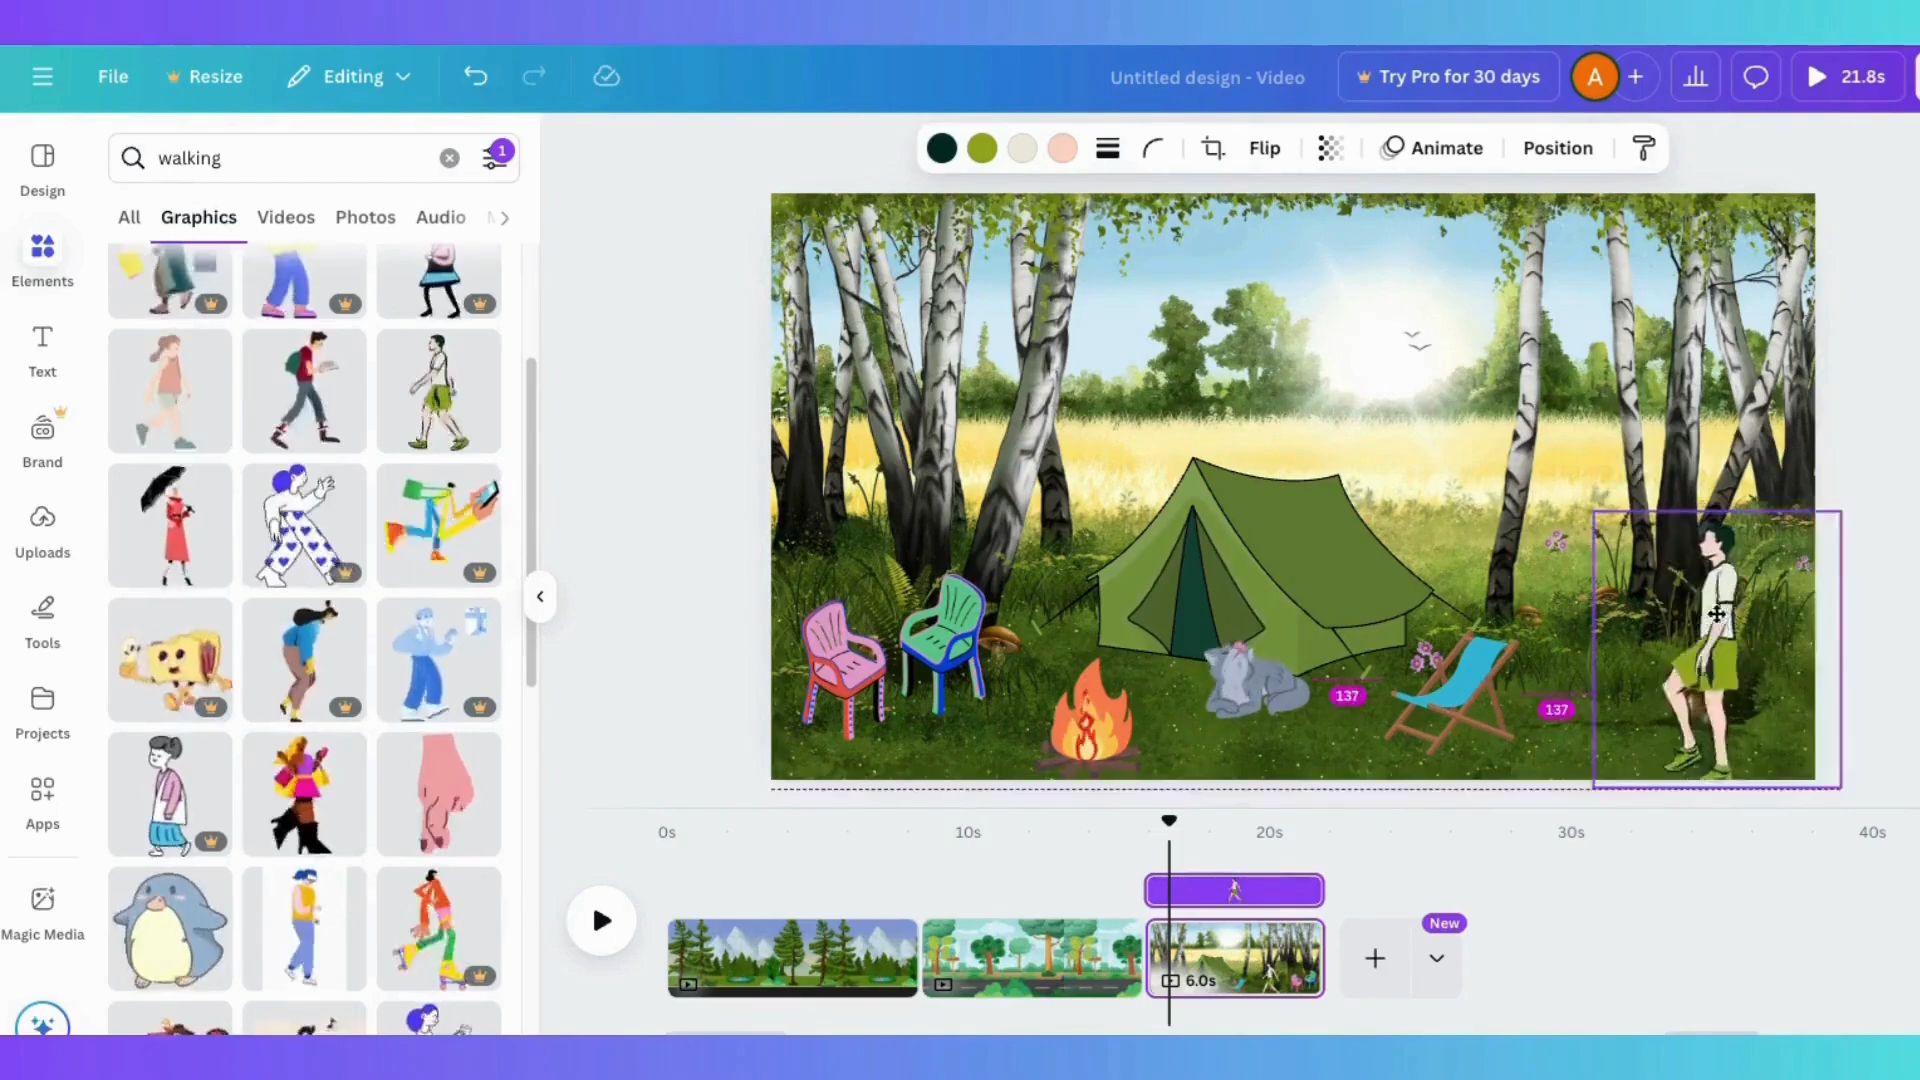 File
Resize
Editing
Untitled design - Video
Try Pro for 30 days
A
21.8s
walking
1
Flip
Animate
Position
Design
Elements
Text
Brand
Uploads
Tools
Projects
Apps
Magic Media
All
Graphics
Videos
Photos
Audio
CO
137
137
0s
10s
20s
30s
40s
New
6.0s